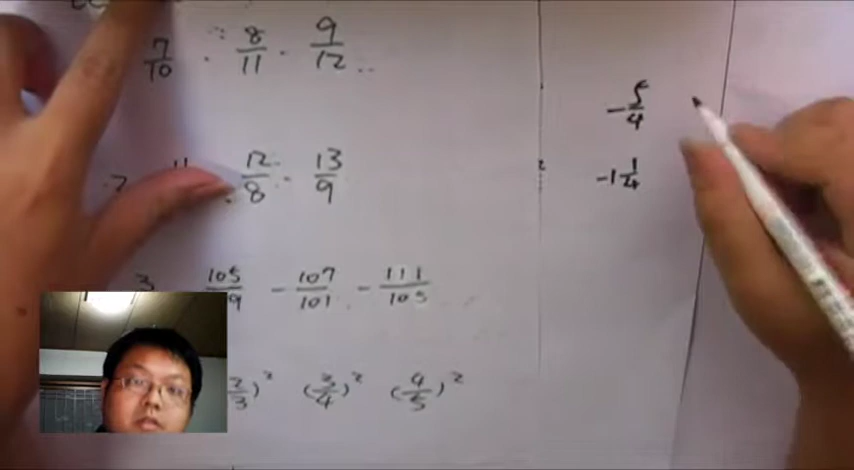 7/10 · 8/11 · 9/12 ..
12/8 · 13/9
105 - 107/101 - 111/105
)² (3/4)² (4/5)²
-5/4
-1 1/4